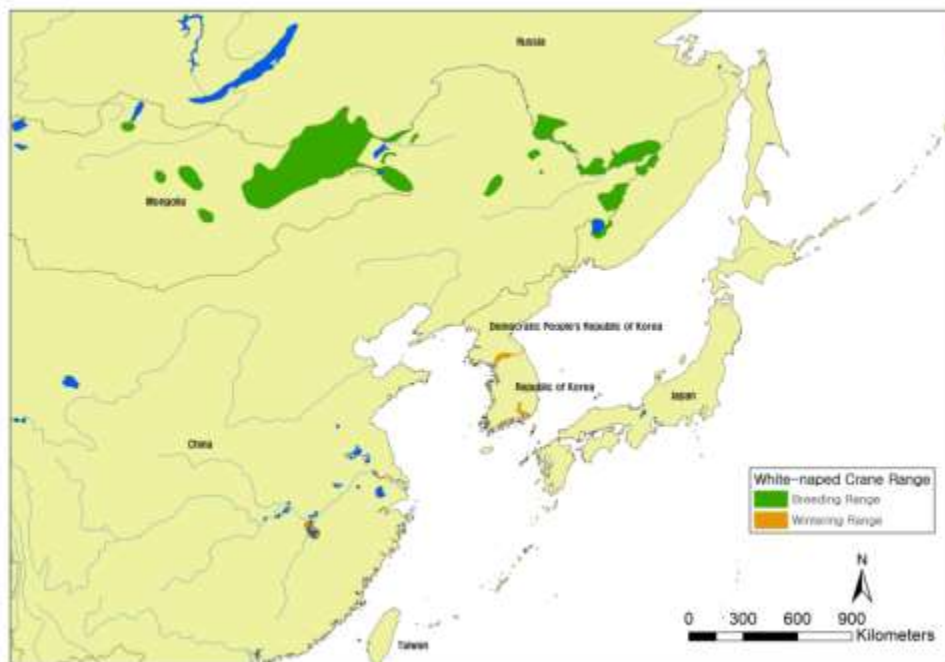 Russia
Mongolia
Democratic People's Republic of Korea
Republic of Korea
Japan
China
White-naped Crane Range
Breeding Range
Wintering Range
N
0 300 600 900
Kilometers
Taiwan